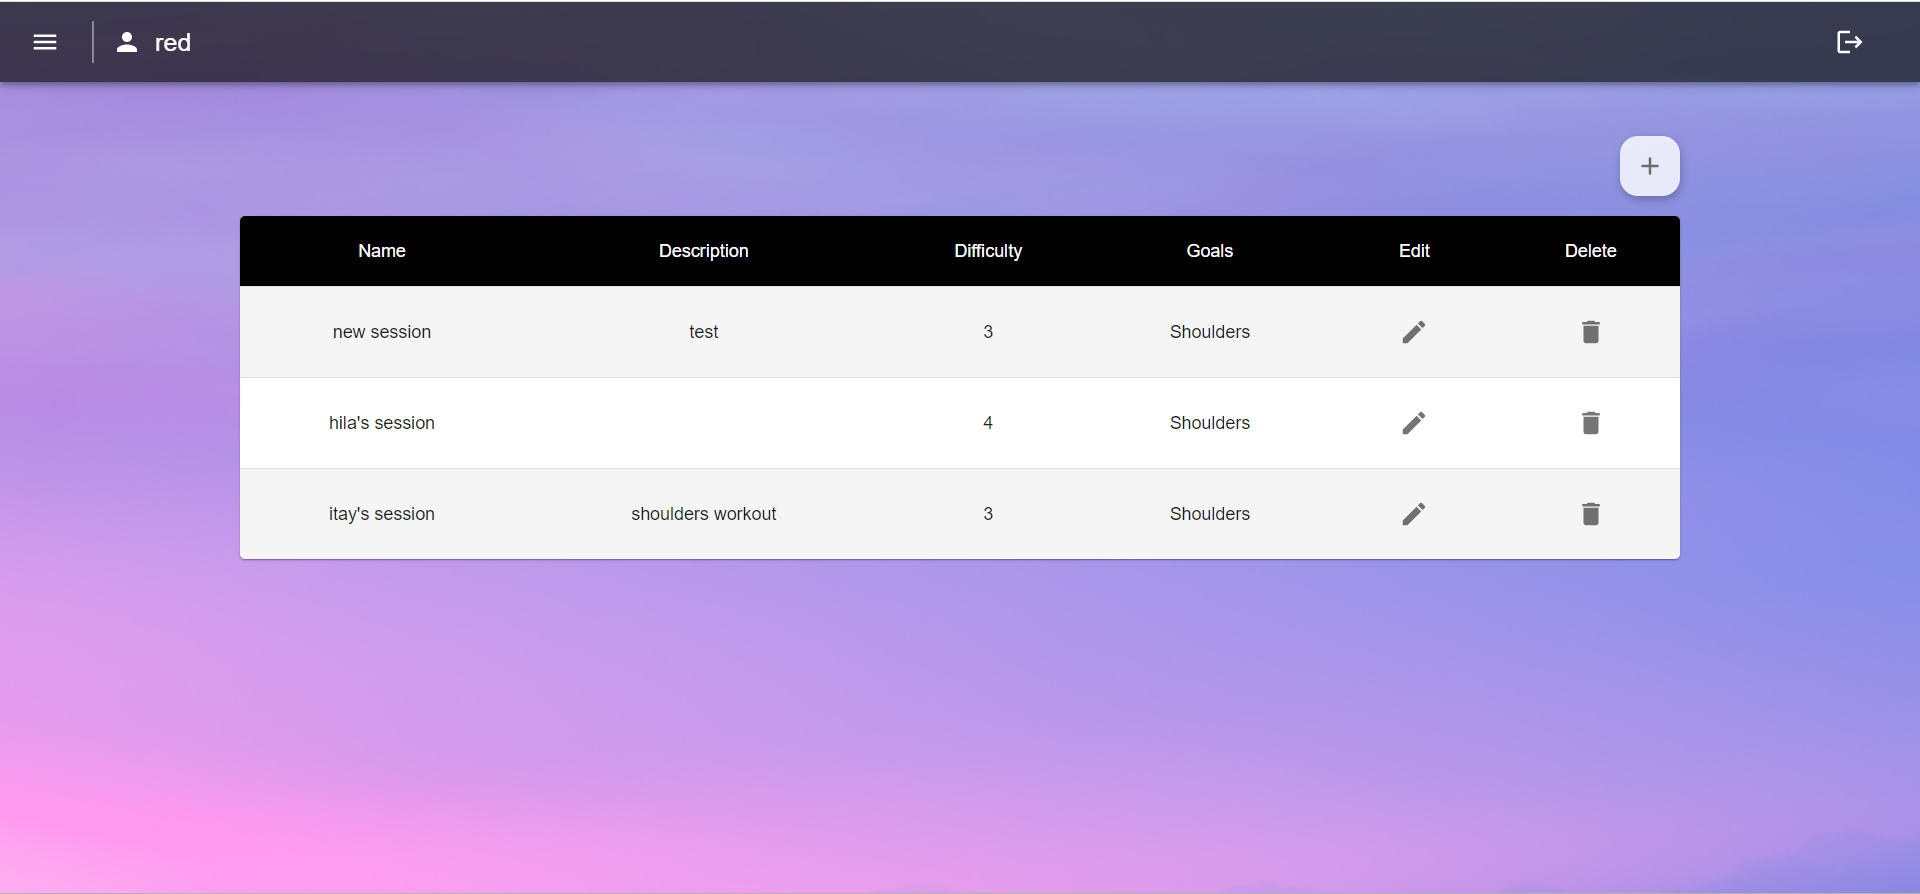 red
Name Description Difficulty Goals Edit Delete
new session test 3 Shoulders
hila's session 4 Shoulders
itay's session shoulders workout 3 Shoulders